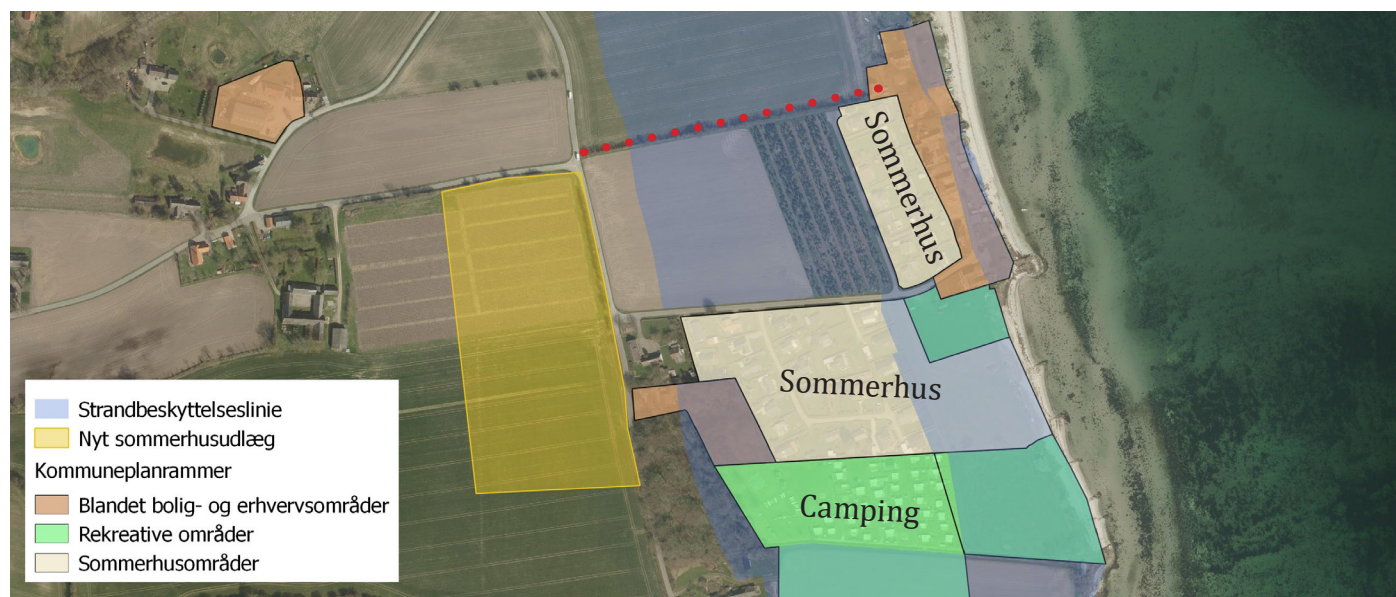 Sommerhus
Sommerhus
Camping
Strandbeskyttelseslinie
Nyt sommerhusudlæg
Kommuneplanrammer
Blandet bolig- og erhvervsområder
Rekreative områder
Sommerhusområder